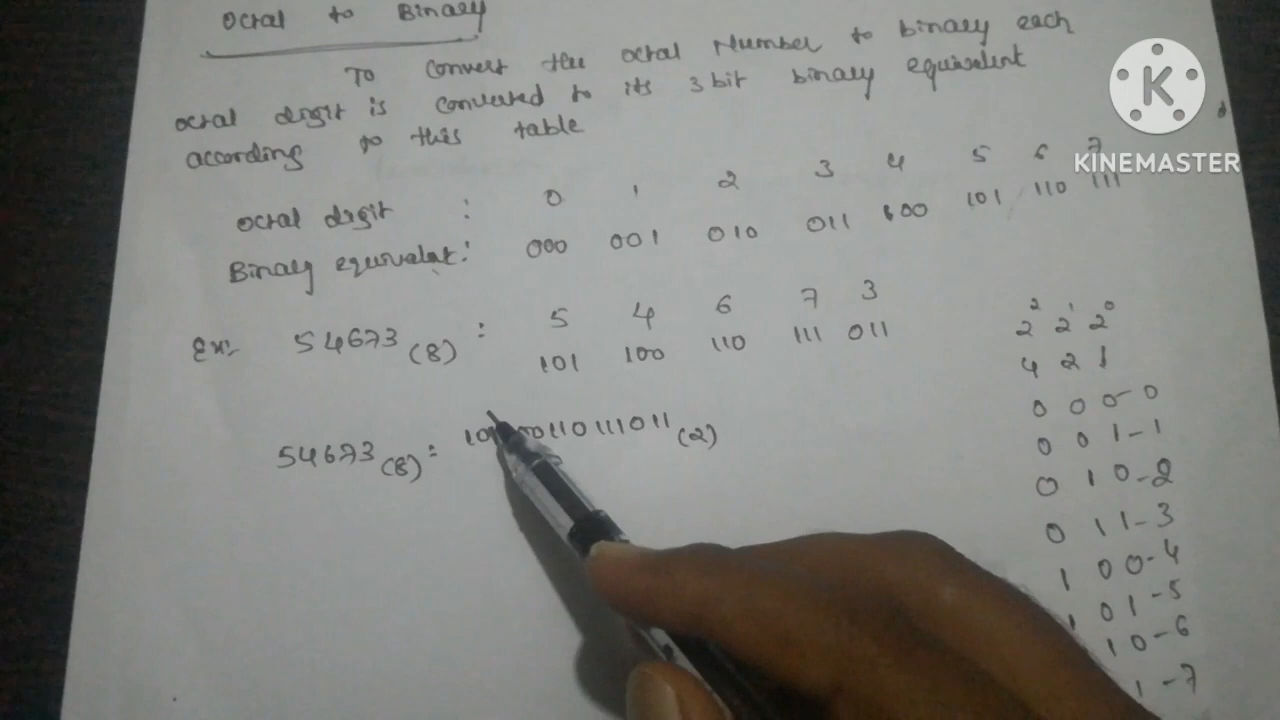 Octal to Binary
To convert the octal Number to binary each
octal digit is converted to its 3 bit binary equivalent
according to this table
K
KINEMASTER
Octal digit : 0 1 2 3 4 5 6 7
Binary equivalent: 000 001 010 011 100 101 110 111
Ex:- 54673 (8) : 5 4 6 7 3
101 100 110 111 011
54673 (8) : 110111011 (2)
2² 2¹ 2⁰
4 2 1
0 0 0-0
0 0 1-1
0 1 0-2
0 1 1-3
1 0 0-4
1 0 1-5
1 0-6
1-7